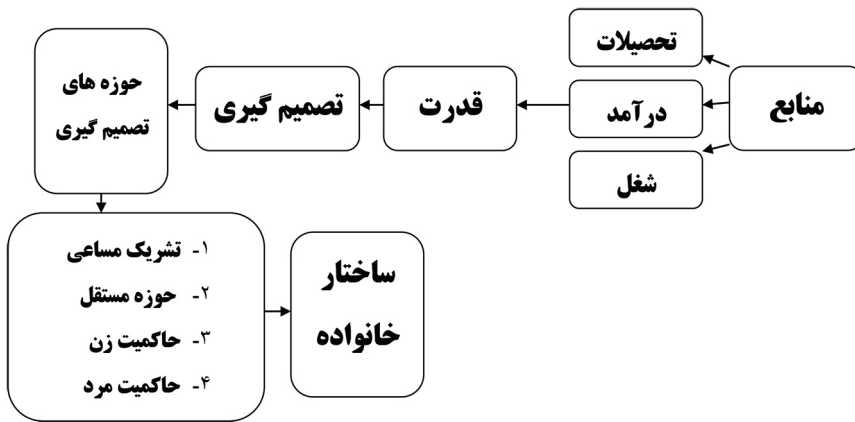 منابع
تحصیلات
درآمد
شغل
قدرت
تصمیم گیری
حوزه های
تصمیم گیری
۱- تشریک مساعی
۲- حوزه مستقل
۳- حاکمیت زن
۴- حاکمیت مرد
ساختار
خانواده